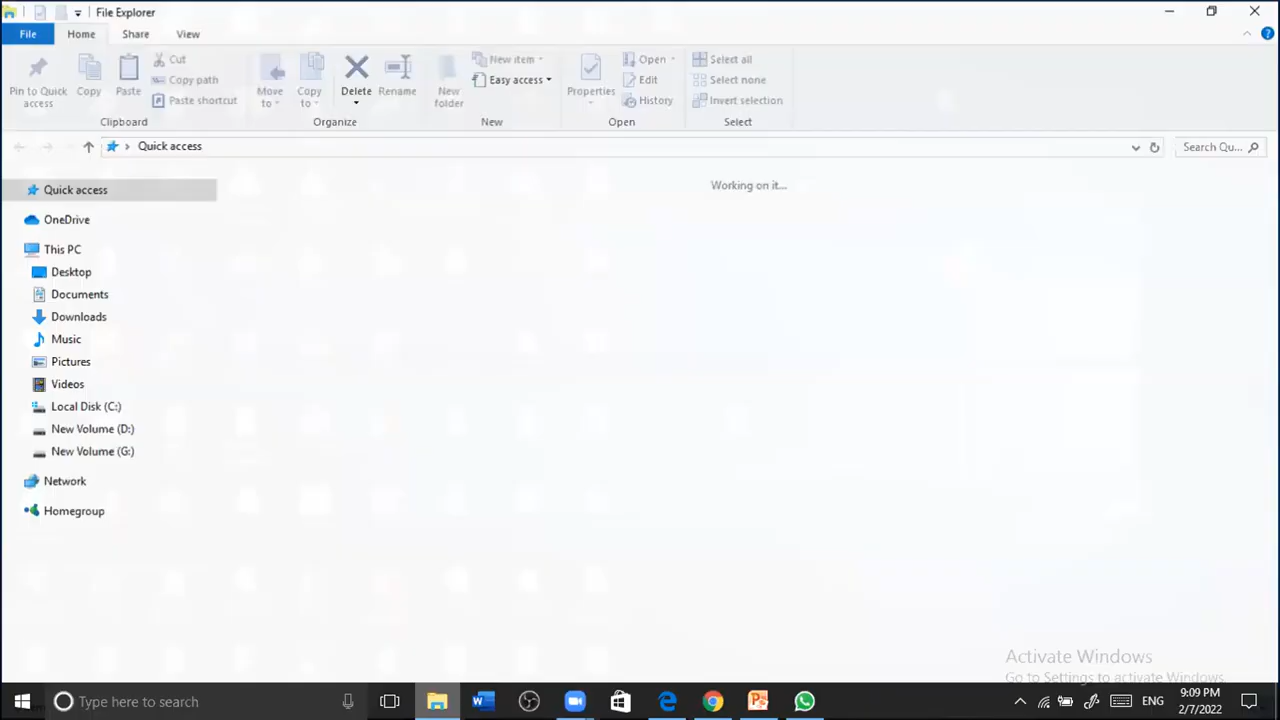 File Explorer
File Home Share View
Pin to Quick access
Copy
Paste
Cut
Copy path
Paste shortcut
Clipboard
Move to
Copy to
Delete
Rename
Organize
New folder
New item
Easy access
New
Properties
Open
Edit
History
Open
Select all
Select none
Invert selection
Select
Quick access
Search Qu...
Quick access
Working on it...
OneDrive
This PC
Desktop
Documents
Downloads
Music
Pictures
Videos
Local Disk (C:)
New Volume (D:)
New Volume (G:)
Network
Homegroup
Activate Windows
Go to Settings to activate Windows.
Type here to search
ENG
9:09 PM
2/7/2022